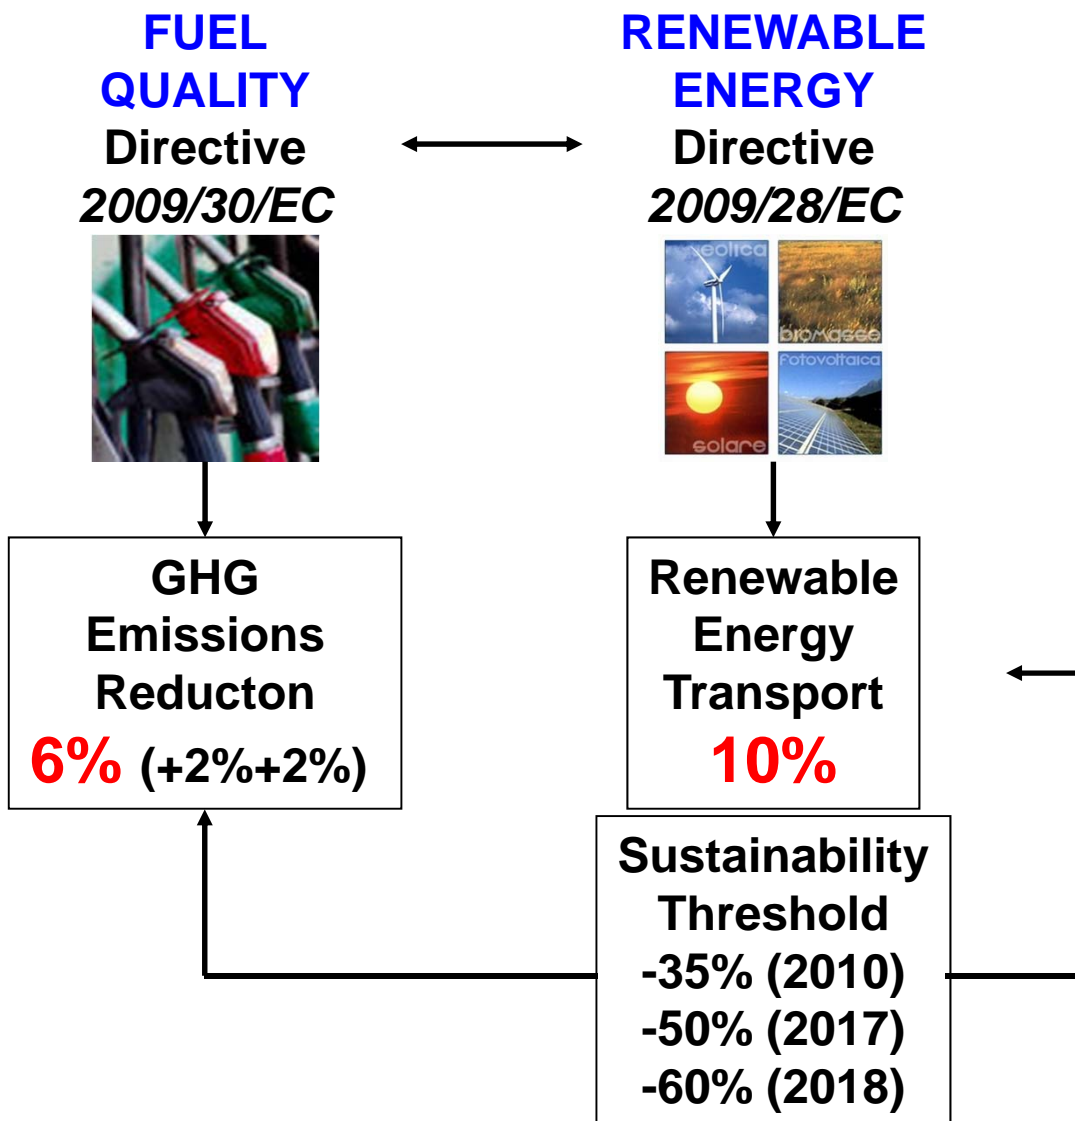 FUEL
QUALITY
Directive
2009/30/EC
RENEWABLE
ENERGY
Directive
2009/28/EC
eolica
biomasse
solare
fotovoltaica
GHG
Emissions
Reducton
6% (+2%+2%)
Renewable
Energy
Transport
10%
Sustainability
Threshold
-35% (2010)
-50% (2017)
-60% (2018)